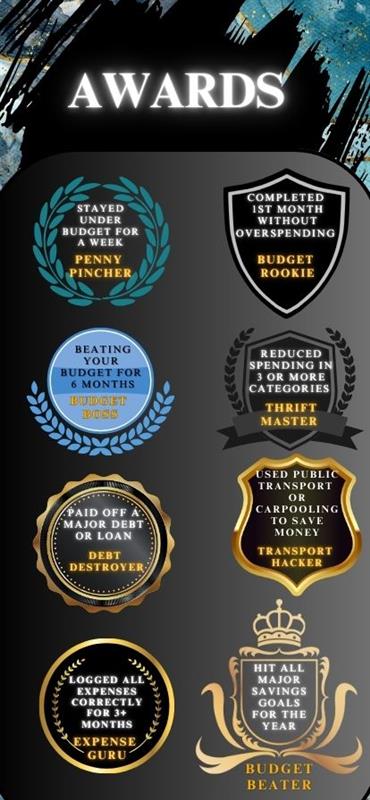 AWARDS
STAYED
UNDER
BUDGET FOR
A WEEK
PENNY
PINCHER
COMPLETED
1ST MONTH
WITHOUT
OVERSPENDING
BUDGET
ROOKIE
BEATING
YOUR
BUDGET FOR
6 MONTHS
BUDGET
BOSS
REDUCED
SPENDING IN
3 OR MORE
CATEGORIES
THRIFT
MASTER
PAID OFF A
MAJOR DEBT
OR LOAN
DEBT
DESTROYER
USED PUBLIC
TRANSPORT
OR
CARPOOLING
TO SAVE
MONEY
TRANSPORT
HACKER
LOGGED ALL
EXPENSES
CORRECTLY
FOR 3+
MONTHS
EXPENSE
GURU
HIT ALL
MAJOR
SAVINGS
GOALS
FOR THE
YEAR
BUDGET
BEATER